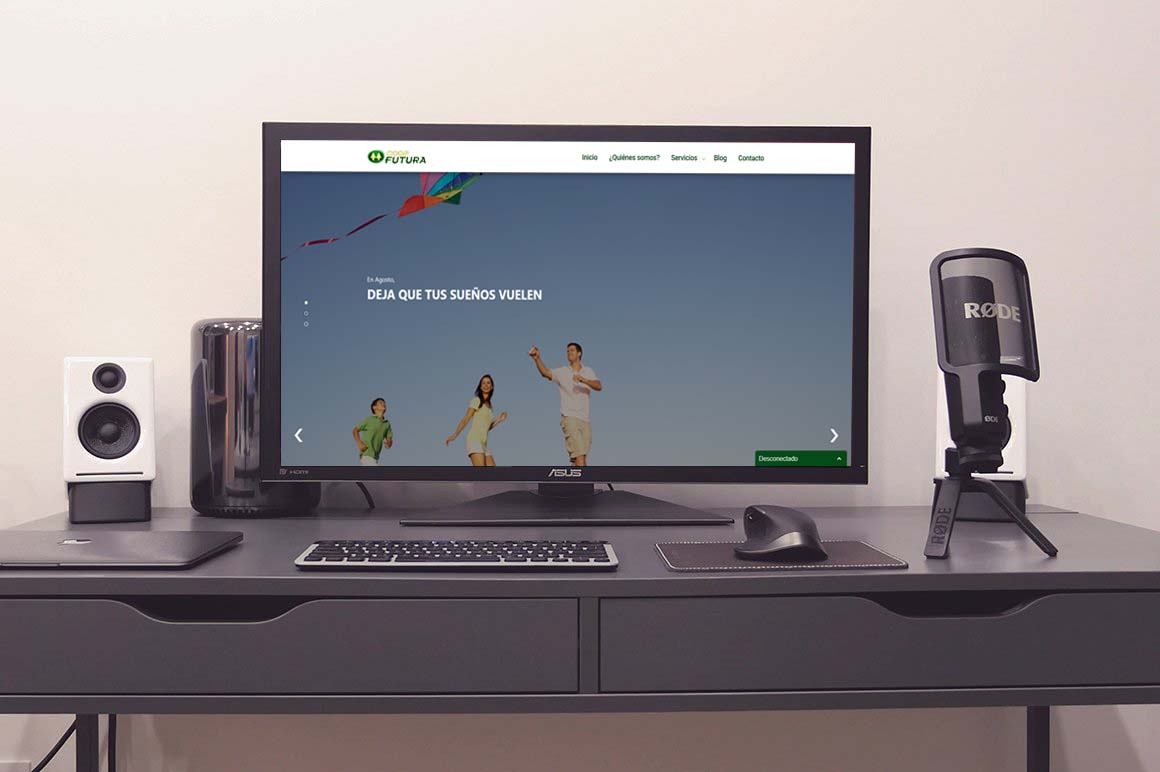 COOP
FUTURA
Inicio ¿Quiénes somos? Servicios Blog Contacto
En Agosto,
DEJA QUE TUS SUEÑOS VUELEN
Desconectado
HDMI
ASUS
RØDE
RØDE
RØDE